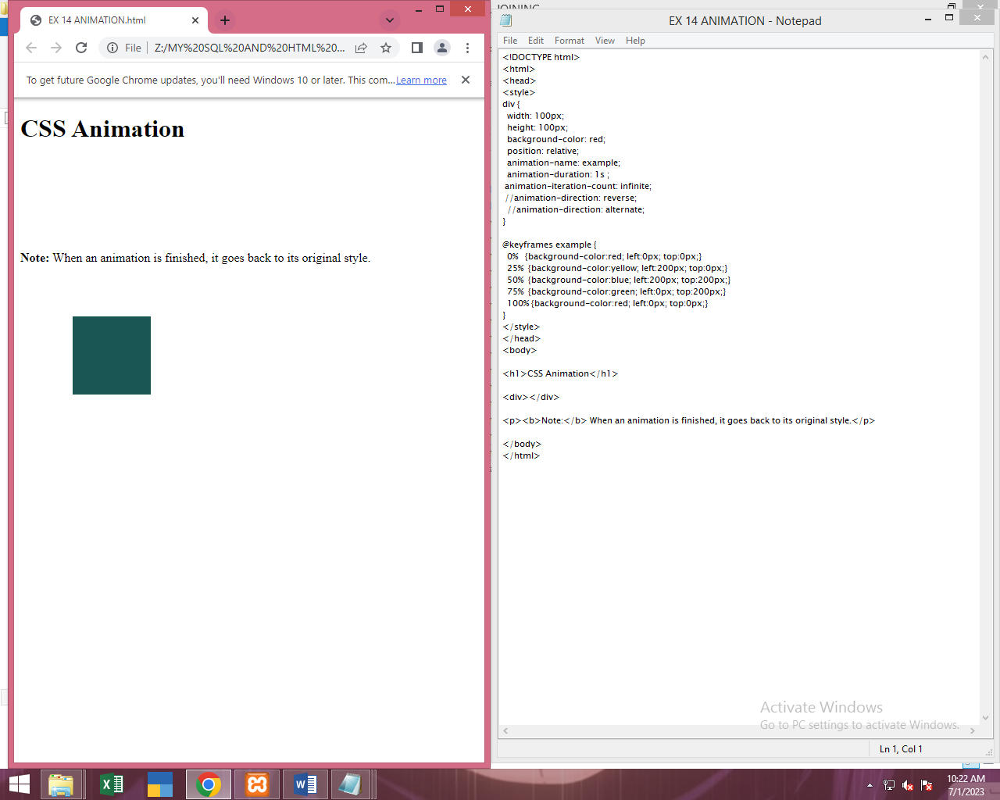 EX 14 ANIMATION.html
File
Z:/MY%20SQL%20AND%20HTML%20...
To get future Google Chrome updates, you'll need Windows 10 or later. This com...Learn more
CSS Animation
Note: When an animation is finished, it goes back to its original style.
JOINING
EX 14 ANIMATION - Notepad
File Edit Format View Help
<!DOCTYPE html>
<html>
<head>
<style>
div {
width: 100px;
height: 100px;
background-color: red;
position: relative;
animation-name: example;
animation-duration: 1s ;
animation-iteration-count: infinite;
//animation-direction: reverse;
//animation-direction: alternate;
}
@keyframes example {
0% {background-color:red; left:0px; top:0px;}
25% {background-color:yellow; left:200px; top:0px;}
50% {background-color:blue; left:200px; top:200px;}
75% {background-color:green; left:0px; top:200px;}
100% {background-color:red; left:0px; top:0px;}
}
</style>
</head>
<body>
<h1>CSS Animation</h1>
<div></div>
<p><b>Note:</b> When an animation is finished, it goes back to its original style.</p>
</body>
</html>
Activate Windows
Go to PC settings to activate Windows.
Ln 1, Col 1
10:22 AM
7/1/2023